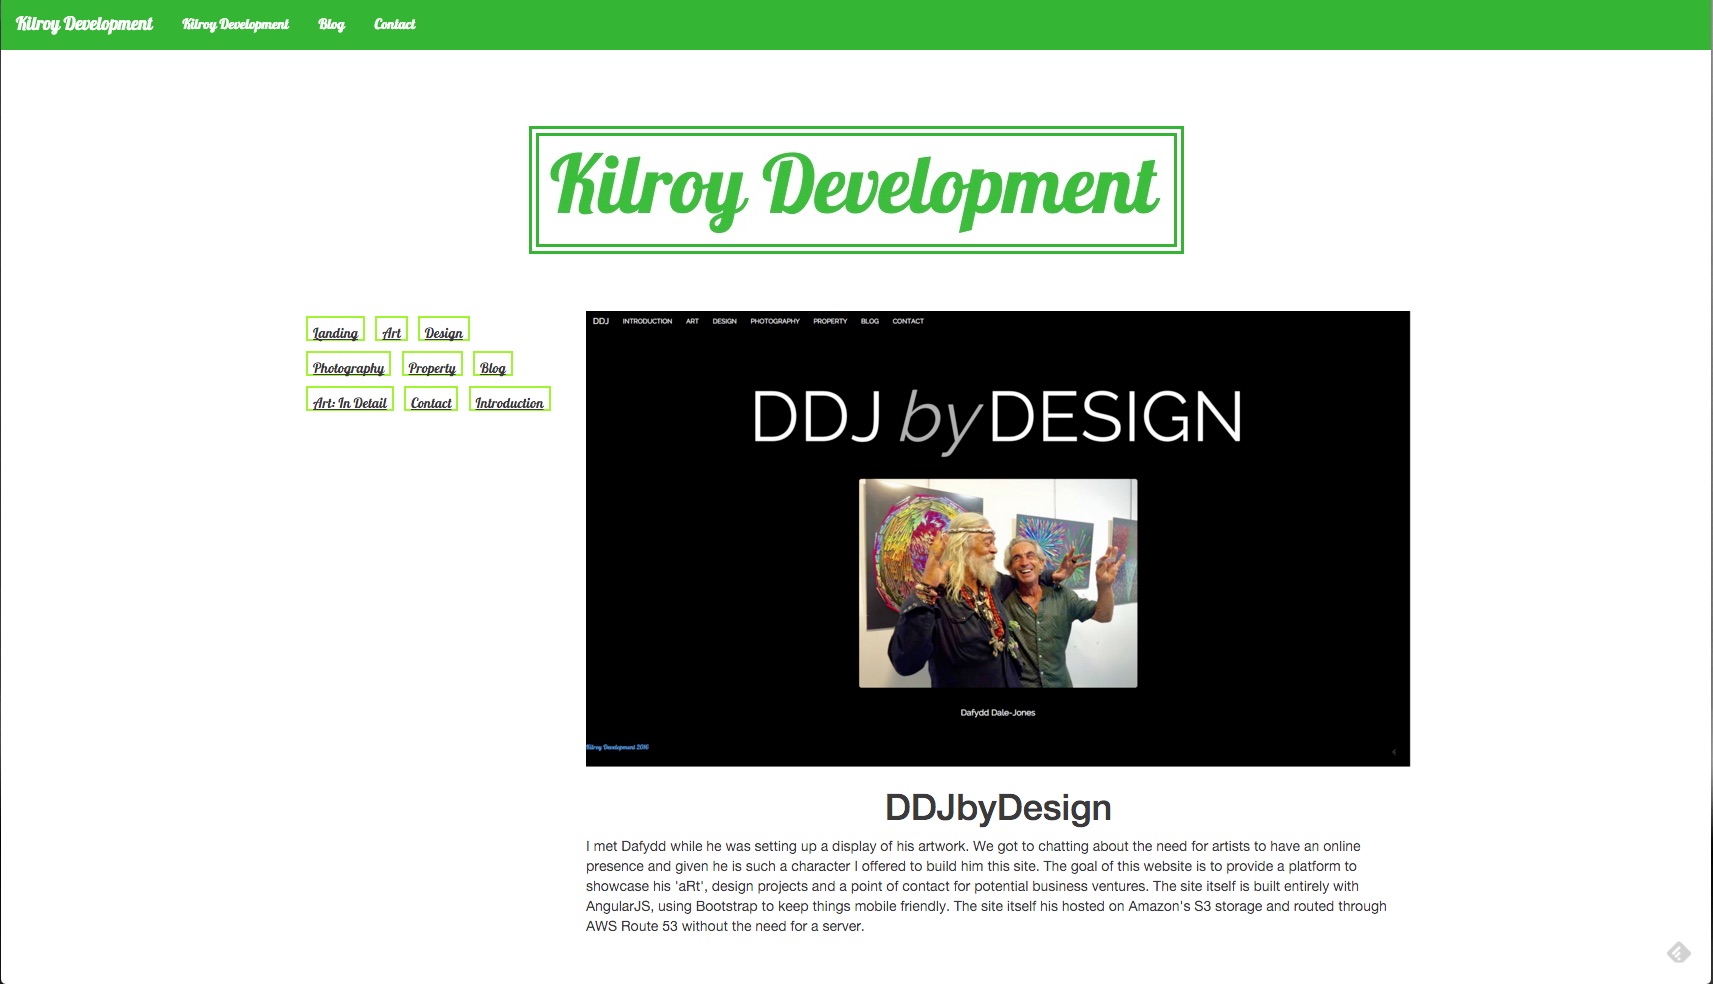 Kilroy Development Kilroy Development Blog Contact
Kilroy Development
Landing Art Design
Photography Property Blog
Art: In Detail Contact Introduction
DDJ INTRODUCTION ART DESIGN PHOTOGRAPHY PROPERTY BLOG CONTACT
DDJ by DESIGN
Dafydd Dale-Jones
Kilroy Development 2016
DDJbyDesign
I met Dafydd while he was setting up a display of his artwork. We got to chatting about the need for artists to have an online
presence and given he is such a character I offered to build him this site. The goal of this website is to provide a platform to
showcase his 'aRt', design projects and a point of contact for potential business ventures. The site itself is built entirely with
AngularJS, using Bootstrap to keep things mobile friendly. The site itself his hosted on Amazon's S3 storage and routed through
AWS Route 53 without the need for a server.